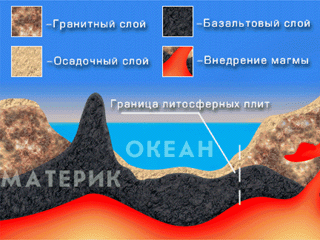 –Гранитный слой
–Базальтовый слой
–Осадочный слой
–Внедрение магмы
Граница литосферных плит
ОКЕАН
МАТЕРИК